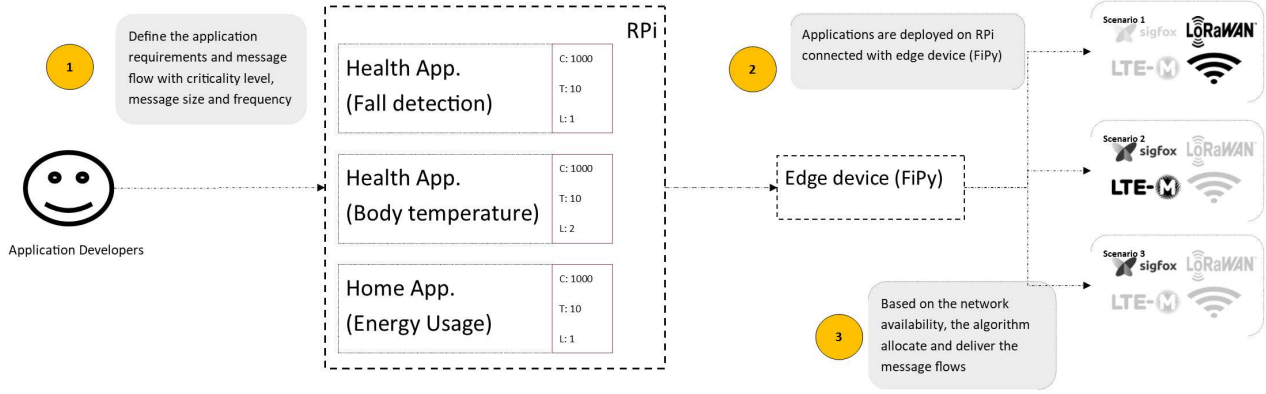 1
Define the application
requirements and message
flow with criticality level,
message size and frequency
Application Developers
RPi
Health App.
(Fall detection)
C: 1000
T: 10
L: 1
Health App.
(Body temperature)
C: 1000
T: 10
L: 2
Home App.
(Energy Usage)
C: 1000
T: 10
L: 1
2
Applications are deployed on RPi
connected with edge device (FiPy)
Edge device (FiPy)
3
Based on the network
availability, the algorithm
allocate and deliver the
message flows
Scenario 1
sigfox LoRaWAN
LTE-M
Scenario 2
sigfox LoRaWAN
LTE-M
Scenario 3
sigfox LoRaWAN
LTE-M